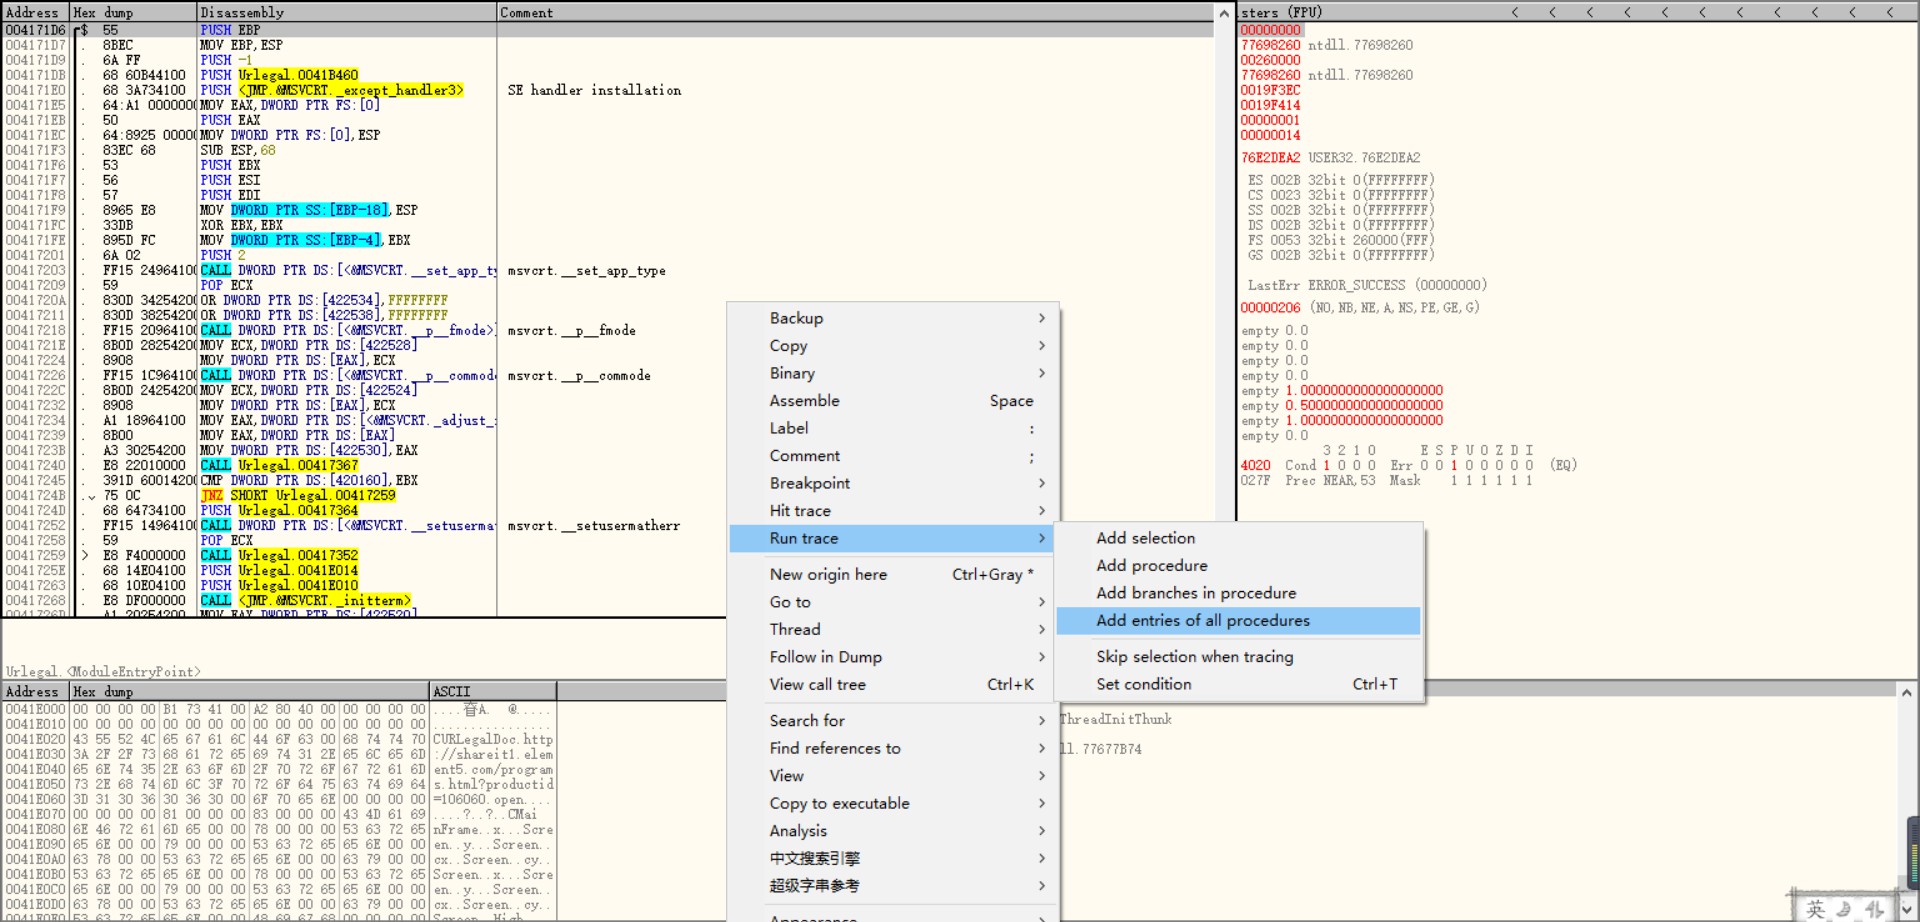 Address Hex dump Disassembly Comment
004171D6 $ 55 PUSH EBP
004171D7 . 8BEC MOV EBP,ESP
004171D9 . 6A FF PUSH -1
004171DB . 68 60B44100 PUSH Urlegal.0041B460
004171E0 . 68 3A734100 PUSH <JMP.&MSVCRT._except_handler3> SE handler installation
004171E5 . 64:A1 0000000 MOV EAX,DWORD PTR FS:[0]
004171EB . 50 PUSH EAX
004171EC . 64:8925 00000 MOV DWORD PTR FS:[0],ESP
004171F3 . 83EC 68 SUB ESP,68
004171F6 . 53 PUSH EBX
004171F7 . 56 PUSH ESI
004171F8 . 57 PUSH EDI
004171F9 . 8965 E8 MOV DWORD PTR SS:[EBP-18],ESP
004171FC . 33DB XOR EBX,EBX
004171FE . 895D FC MOV DWORD PTR SS:[EBP-4],EBX
00417201 . 6A 02 PUSH 2
00417203 . FF15 24964100 CALL DWORD PTR DS:[<&MSVCRT.__set_app_ty msvcrt.__set_app_type
00417209 . 59 POP ECX
0041720A . 830D 34254200 OR DWORD PTR DS:[422534],FFFFFFFF
00417211 . 830D 38254200 OR DWORD PTR DS:[422538],FFFFFFFF
00417218 . FF15 20964100 CALL DWORD PTR DS:[<&MSVCRT.__p__fmode>] msvcrt.__p__fmode
0041721E . 8B0D 28254200 MOV ECX,DWORD PTR DS:[422528]
00417224 . 8908 MOV DWORD PTR DS:[EAX],ECX
00417226 . FF15 1C964100 CALL DWORD PTR DS:[<&MSVCRT.__p__commode msvcrt.__p__commode
0041722C . 8B0D 24254200 MOV ECX,DWORD PTR DS:[422524]
00417232 . 8908 MOV DWORD PTR DS:[EAX],ECX
00417234 . A1 18964100 MOV EAX,DWORD PTR DS:[<&MSVCRT._adjust_
00417239 . 8B00 MOV EAX,DWORD PTR DS:[EAX]
0041723B . A3 30254200 MOV DWORD PTR DS:[422530],EAX
00417240 . E8 22010000 CALL Urlegal.00417367
00417245 . 391D 60014200 CMP DWORD PTR DS:[420160],EBX
0041724B . 75 0C JNZ SHORT Urlegal.00417259
0041724D . 68 64734100 PUSH Urlegal.00417364
00417252 . FF15 14964100 CALL DWORD PTR DS:[<&MSVCRT.__setusermat msvcrt.__setusermatherr
00417258 . 59 POP ECX
00417259 > E8 F4000000 CALL Urlegal.00417352
0041725E . 68 14E04100 PUSH Urlegal.0041E014
00417263 . 68 10E04100 PUSH Urlegal.0041E010
00417268 . E8 DF000000 CALL <JMP.&MSVCRT._initterm>
0041726D . A1 20254200 MOV EAX,DWORD PTR DS:[422520]
Urlegal.<ModuleEntryPoint>
Address Hex dump ASCII
0041E000 00 00 00 00 B1 73 41 00 A2 80 40 00 00 00 00 00
0041E010 00 00 00 00 00 00 00 00 00 00 00 00 00 00 00 00 ................
0041E020 43 55 52 4C 65 67 61 6C 44 6F 63 00 68 74 74 70 CURLegalDoc.http
0041E030 3A 2F 2F 73 68 61 72 65 69 74 31 2E 65 6C 65 6D ://shareit1.elem
0041E040 65 6E 74 35 2E 63 6F 6D 2F 70 72 6F 67 72 61 6D ent5.com/program
0041E050 73 2E 68 74 6D 6C 3F 70 72 6F 64 75 63 74 69 64 s.html?productid
0041E060 3D 31 30 36 30 36 30 00 6F 70 65 6E 00 00 00 00 =106060.open....
0041E070 00 00 00 00 81 00 00 00 83 00 00 00 43 4D 61 69 ....?..?..CMai
0041E080 6E 46 72 61 6D 65 00 00 78 00 00 00 53 63 72 65 nFrame..x...Scre
0041E090 65 6E 00 00 79 00 00 00 53 63 72 65 65 6E 00 00 en..y...Screen..
0041E0A0 63 78 00 00 53 63 72 65 65 6E 00 00 63 79 00 00 cx..Screen..cy..
0041E0B0 53 63 72 65 65 6E 00 00 78 00 00 00 53 63 72 65 Screen..x...Scre
0041E0C0 65 6E 00 00 79 00 00 00 53 63 72 65 65 6E 00 00 en..y...Screen..
0041E0D0 63 78 00 00 53 63 72 65 65 6E 00 00 63 79 00 00 cx..Screen..cy..
Backup
Copy
Binary
Assemble Space
Label :
Comment ;
Breakpoint
Hit trace
Run trace
New origin here Ctrl+Gray *
Go to
Thread
Follow in Dump
View call tree Ctrl+K
Search for
Find references to
View
Copy to executable
Analysis
中文搜索引擎
超级字串参考
Appearance
Add selection
Add procedure
Add branches in procedure
Add entries of all procedures
Skip selection when tracing
Set condition Ctrl+T
sters (FPU) < < < < < < < < < < <
00000000
77698260 ntdll.77698260
00260000
77698260 ntdll.77698260
0019F3EC
0019F414
00000001
00000014
76E2DEA2 USER32.76E2DEA2
ES 002B 32bit 0(FFFFFFFF)
CS 0023 32bit 0(FFFFFFFF)
SS 002B 32bit 0(FFFFFFFF)
DS 002B 32bit 0(FFFFFFFF)
FS 0053 32bit 260000(FFF)
GS 002B 32bit 0(FFFFFFFF)
LastErr ERROR_SUCCESS (00000000)
00000206 (NO,NB,NE,A,NS,PE,GE,G)
empty 0.0
empty 0.0
empty 0.0
empty 0.0
empty 1.0000000000000000000
empty 0.5000000000000000000
empty 1.0000000000000000000
empty 0.0
3 2 1 0 E S P U O Z D I
4020 Cond 1 0 0 0 Err 0 0 1 0 0 0 0 0 (EQ)
027F Prec NEAR,53 Mask 1 1 1 1 1 1
ThreadInitThunk
ll.77677B74
英